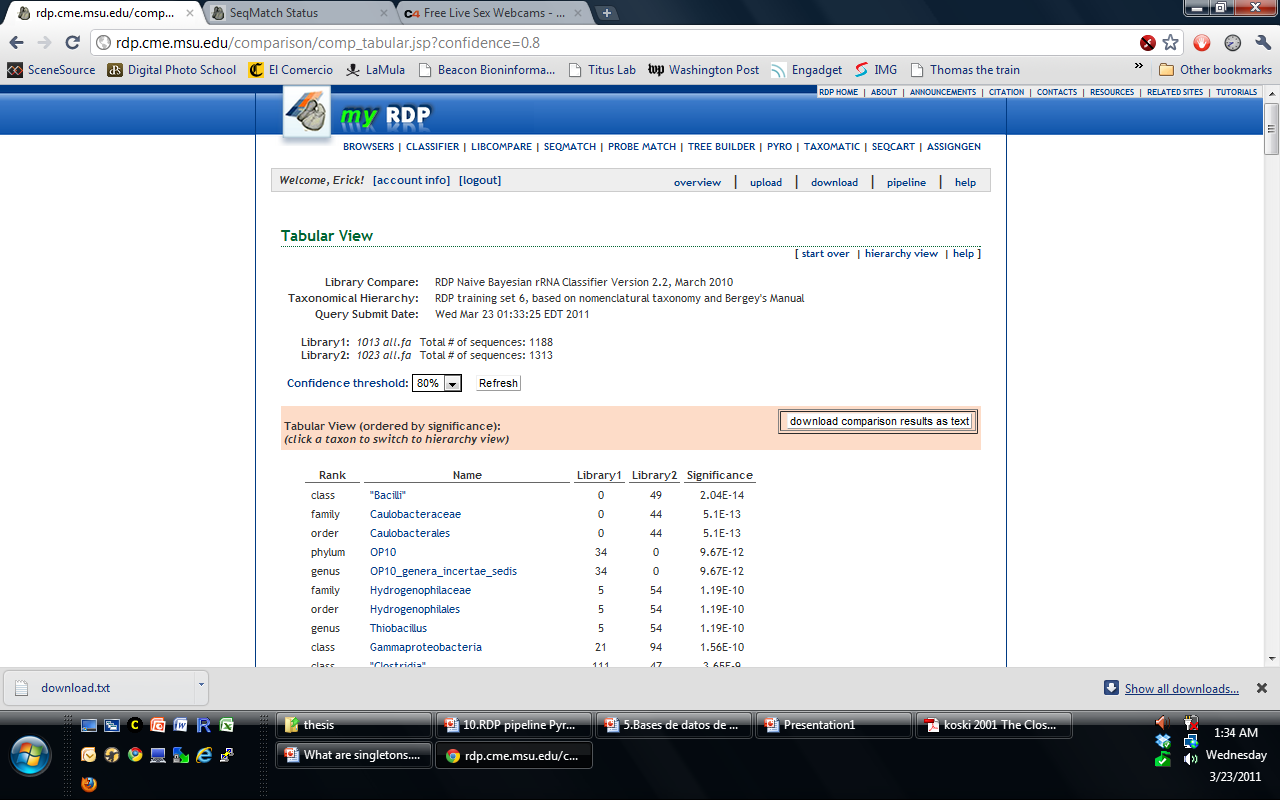 rdp.cme.msu.edu/comp...
SeqMatch Status
C4 Free Live Sex Webcams - ...
rdp.cme.msu.edu/comparison/comp_tabular.jsp?confidence=0.8
SceneSource Digital Photo School El Comercio LaMula Beacon Bioninforma... Titus Lab Washington Post Engadget IMG Thomas the train » Other bookmarks
RDP HOME | ABOUT | ANNOUNCEMENTS | CITATION | CONTACTS | RESOURCES | RELATED SITES | TUTORIALS
my RDP
BROWSERS | CLASSIFIER | LIBCOMPARE | SEQMATCH | PROBE MATCH | TREE BUILDER | PYRO | TAXOMATIC | SEQCART | ASSIGNGEN
Welcome, Erick! [account info] [logout] overview | upload | download | pipeline | help
Tabular View
[ start over | hierarchy view | help ]
Library Compare: RDP Naive Bayesian rRNA Classifier Version 2.2, March 2010
Taxonomical Hierarchy: RDP training set 6, based on nomenclatural taxonomy and Bergey's Manual
Query Submit Date: Wed Mar 23 01:33:25 EDT 2011
Library1: 1013 all.fa Total # of sequences: 1188
Library2: 1023 all.fa Total # of sequences: 1313
Confidence threshold: 80% Refresh
Tabular View (ordered by significance):
(click a taxon to switch to hierarchy view)
download comparison results as text
Rank Name Library1 Library2 Significance
class "Bacilli" 0 49 2.04E-14
family Caulobacteraceae 0 44 5.1E-13
order Caulobacterales 0 44 5.1E-13
phylum OP10 34 0 9.67E-12
genus OP10_genera_incertae_sedis 34 0 9.67E-12
family Hydrogenophilaceae 5 54 1.19E-10
order Hydrogenophilales 5 54 1.19E-10
genus Thiobacillus 5 54 1.19E-10
class Gammaproteobacteria 21 94 1.56E-10
class "Clostridia" 111 47 3.65E-9
download.txt
Show all downloads...
thesis
10.RDP pipeline Pyr...
5.Bases de datos de ...
Presentation1
koski 2001 The Clos...
What are singletons....
rdp.cme.msu.edu/c...
1:34 AM
Wednesday
3/23/2011